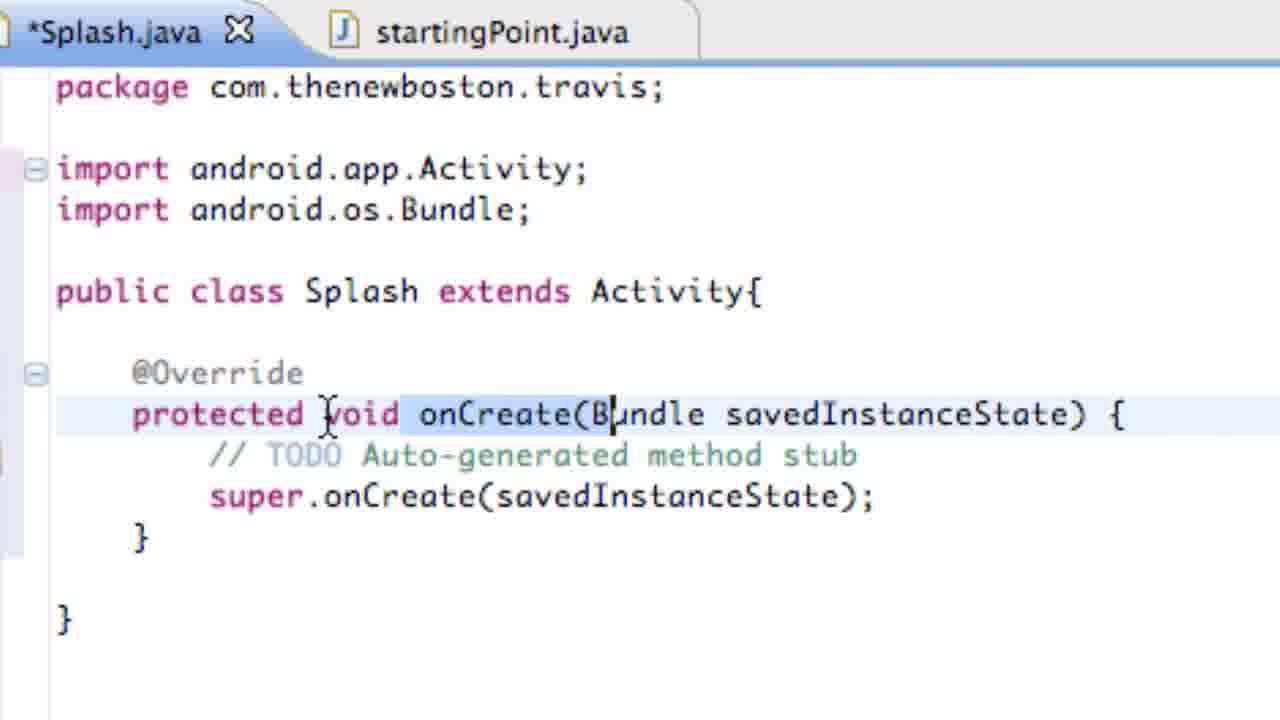 *Splash.java startingPoint.java
package com.thenewboston.travis;
import android.app.Activity;
import android.os.Bundle;
public class Splash extends Activity{
@Override
protected void onCreate(Bundle savedInstanceState) {
// TODO Auto-generated method stub
super.onCreate(savedInstanceState);
}
}